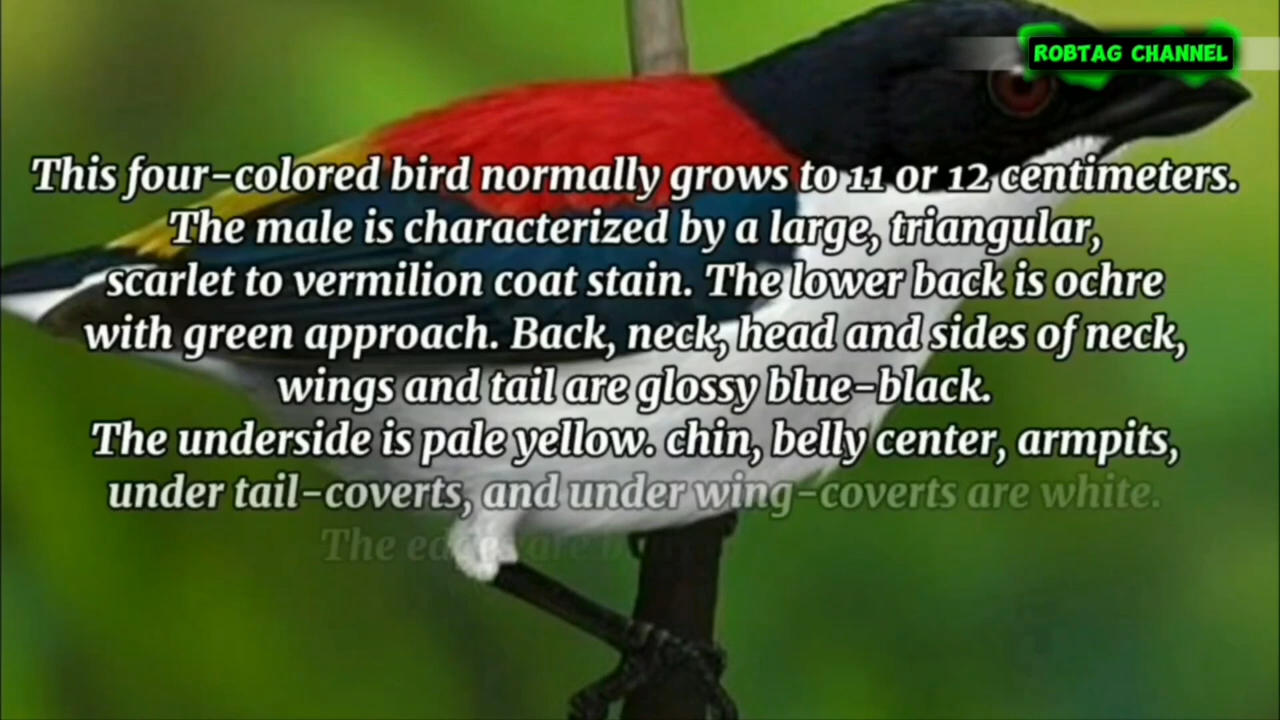 ROBTAG CHANNEL
This four-colored bird normally grows to 11 or 12 centimeters.
The male is characterized by a large, triangular,
scarlet to vermilion coat stain. The lower back is ochre
with green approach. Back, neck, head and sides of neck,
wings and tail are glossy blue-black.
The underside is pale yellow. chin, belly center, armpits,
under tail-coverts, and under wing-coverts are white.
The are